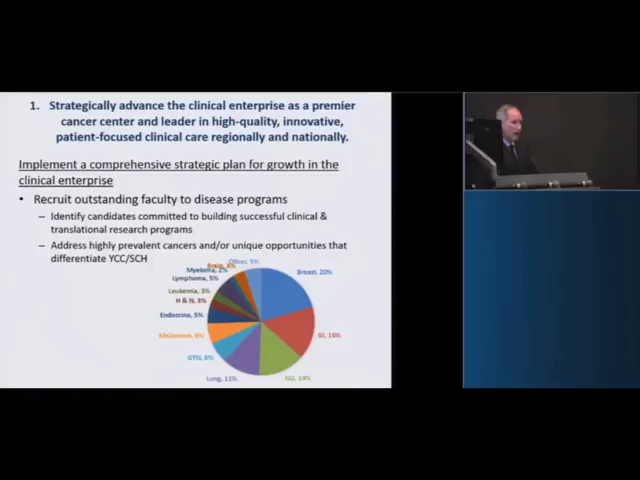 1. Strategically advance the clinical enterprise as a premier
cancer center and leader in high-quality, innovative,
patient-focused clinical care regionally and nationally.
Implement a comprehensive strategic plan for growth in the
clinical enterprise
• Recruit outstanding faculty to disease programs
– Identify candidates committed to building successful clinical &
translational research programs
– Address highly prevalent cancers and/or unique opportunities that
differentiate YCC/SCH
Other, 5%
Brain, 4%
Myeloma, 2%
Breast, 20%
Lymphoma, 5%
Leukemia, 3%
H & N, 3%
Endocrine, 5%
Melanoma, 6%
GI, 16%
GYN, 6%
Lung, 11%
GU, 14%